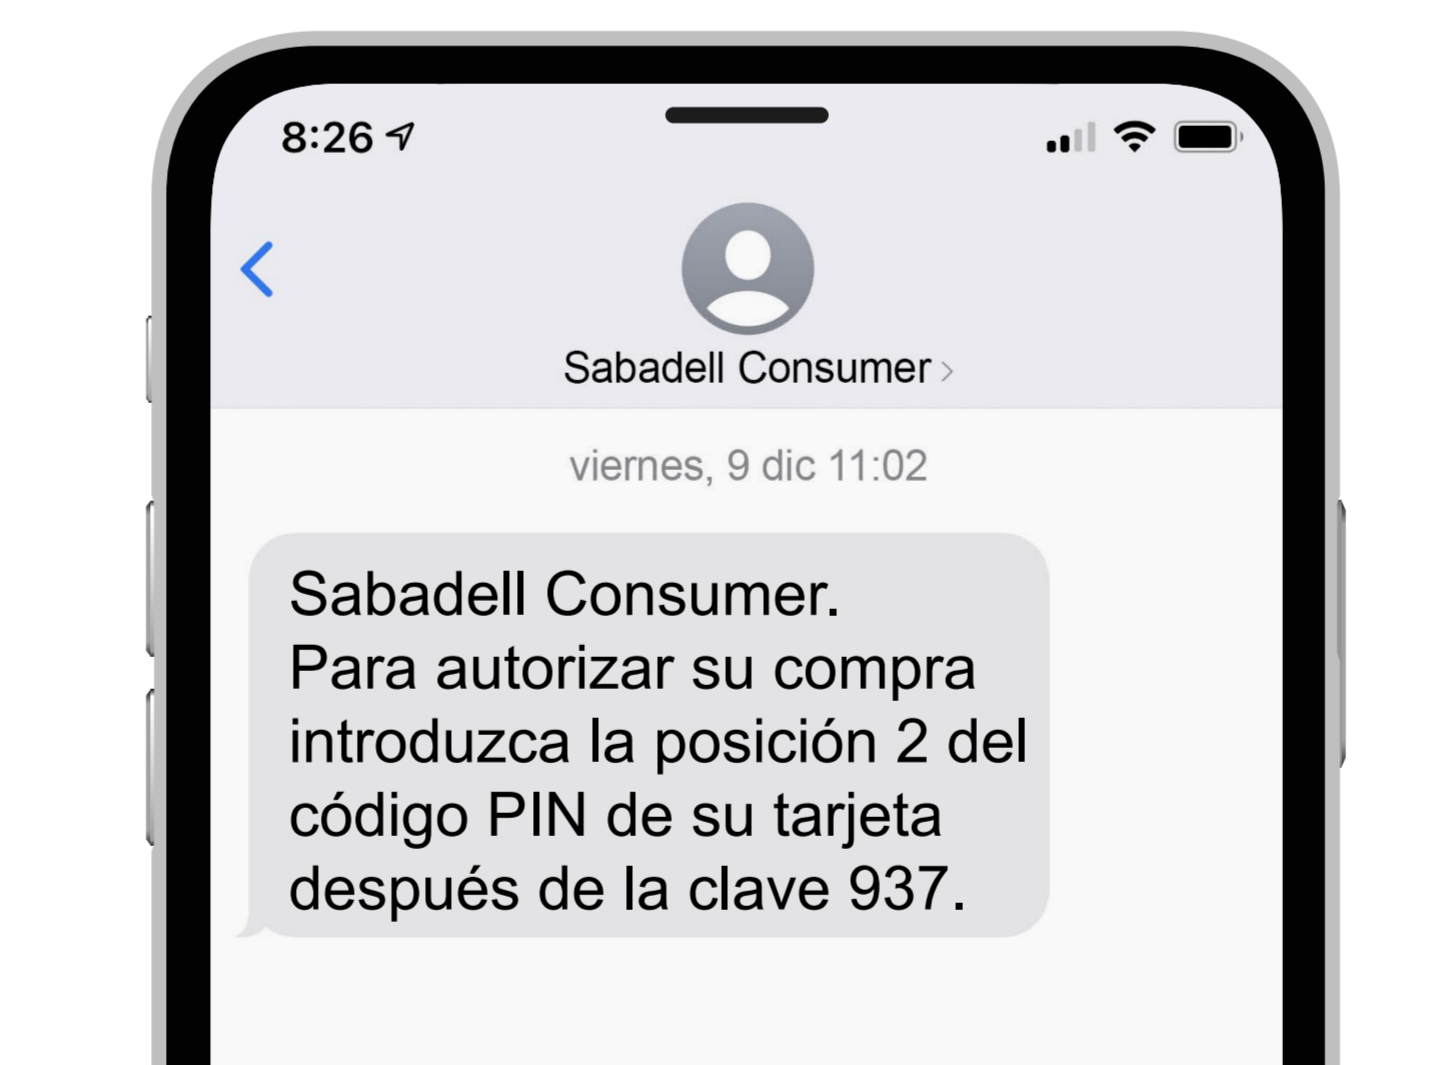 8:26
Sabadell Consumer
viernes, 9 dic 11:02
Sabadell Consumer.
Para autorizar su compra
introduzca la posición 2 del
código PIN de su tarjeta
después de la clave 937.